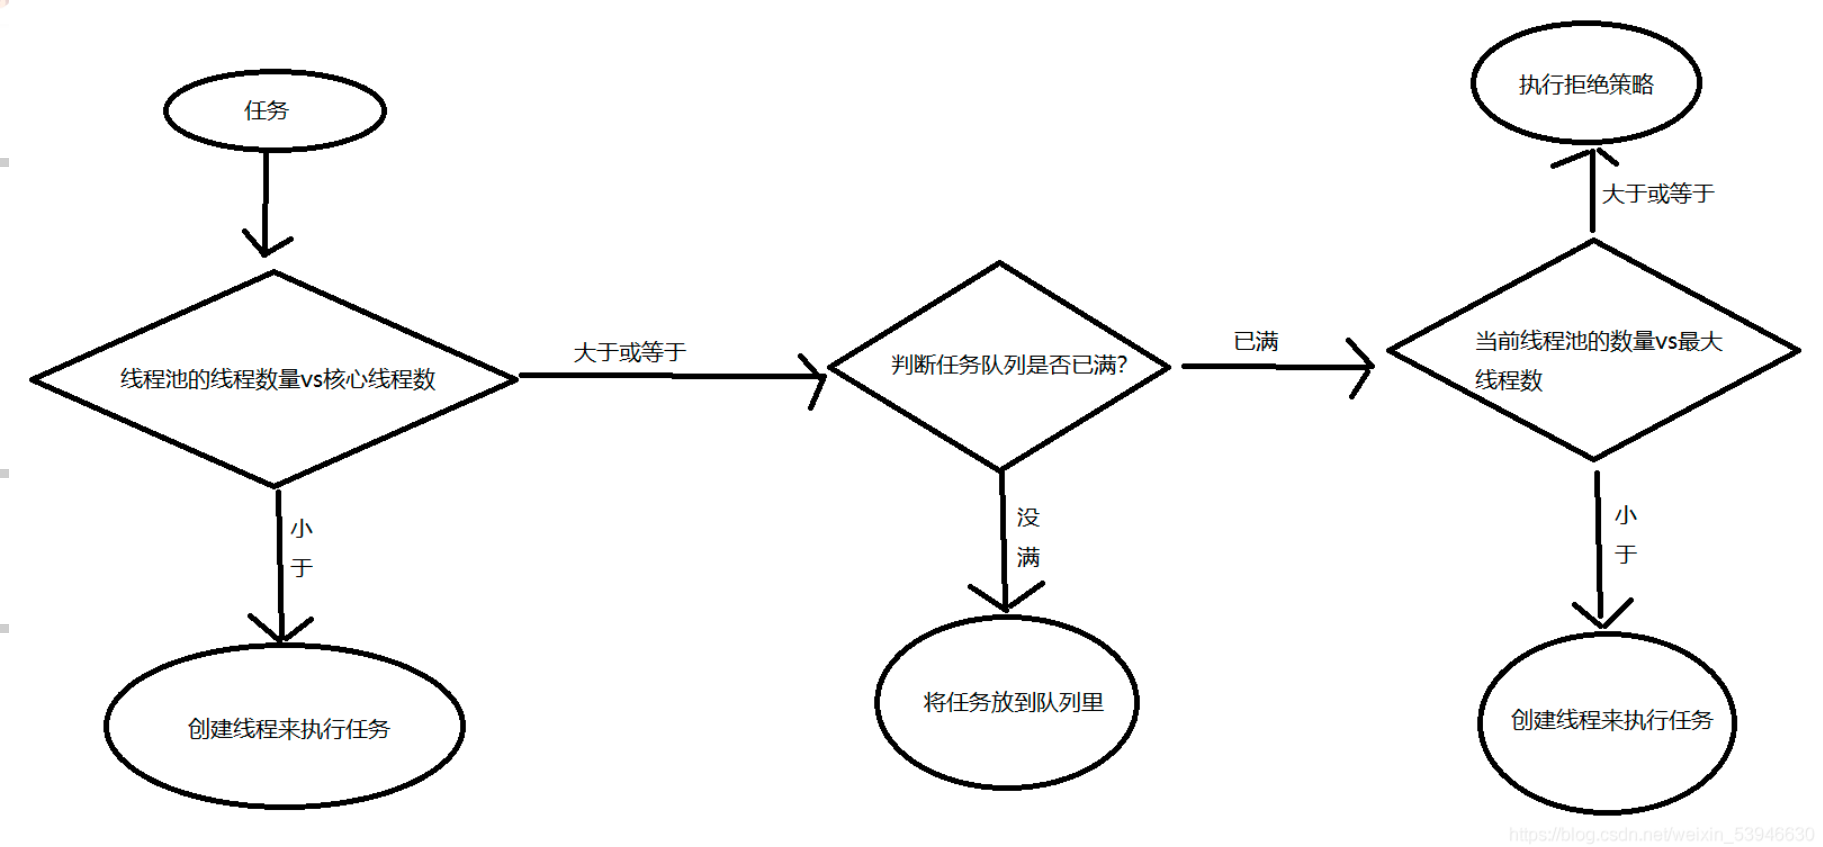 任务
执行拒绝策略
大于或等于
线程池的线程数量vs核心线程数
大于或等于
判断任务队列是否已满？
已满
当前线程池的数量vs最大
线程数
小
于
没
满
小
于
创建线程来执行任务
将任务放到队列里
创建线程来执行任务
https://blog.csdn.net/weixin_53946630